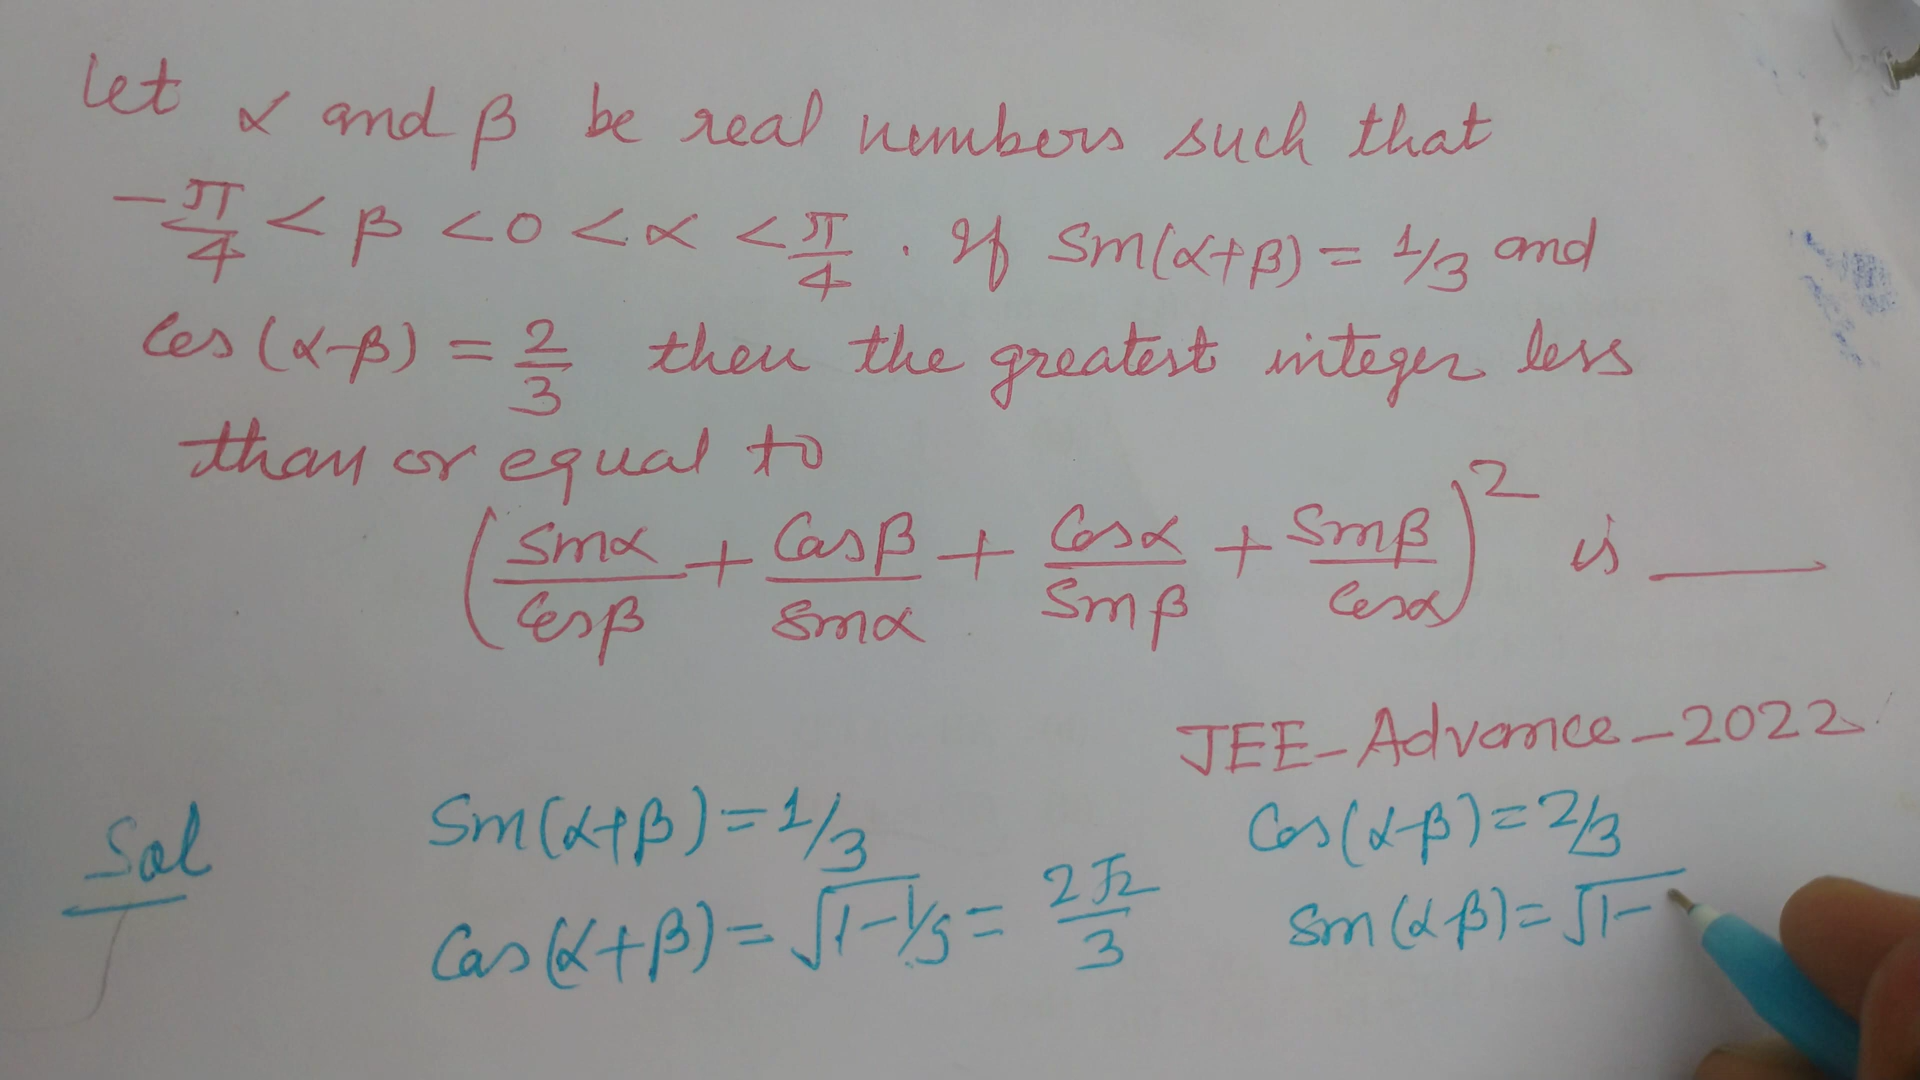 Let α and β be real numbers such that
-π/4 < β < 0 < α < π/4 . If Sin(α+β) = 1/3 and
Cos(α-β) = 2/3 then the greatest integer less
than or equal to
(Sinα/Cosβ + Cosβ/Sinα + Cosα/Sinβ + Sinβ/Cosα)² is ____
JEE-Advance-2022
Sol Sin(α+β) = 1/3 Cos(α-β) = 2/3
Cos(α+β) = √1-1/9 = 2√2/3 Sin(α-β) = √1-